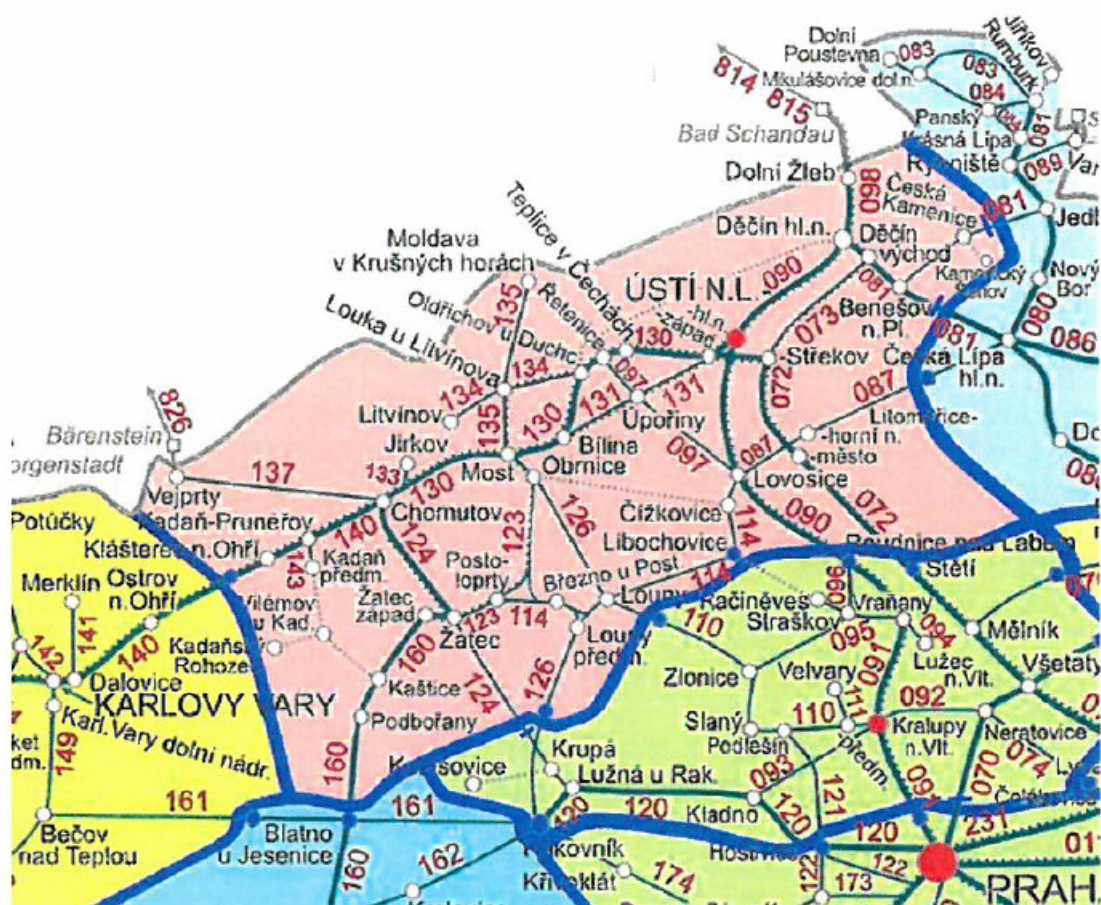 Dolní
Poustevna
083
083
Jiříkov
Rumburk
Mikulášovice dol.n.
084
814 815
Panský
Krásná Lípa
081
Bad Schandau
Rybniště
089
Dolní Žleb
098
Česká
Kamenice
081
Teplice v Čechách
Děčín hl.n.
Děčín
východ
Moldava
v Krušných horách
090
ÚSTÍ N.L.
081
Kamenický
Šenov
Nový
Bor
135
Oldřichov u Duchc.
Řetenice
-hl.n.
-západ
073
Benešov
n.Pl.
080
Louka u Litvínova
130
081
086
134
097
-Střekov
Česká Lípa
hl.n.
134
131
072
087
826
Litvínov
135
130
131
Úpořiny
Litoměřice-
Bärenstein
Jirkov
Bílina
097
087
-horní n.
-město
137
133
130
Most
Obrnice
Lovosice
Vejprty
Chomutov
123
126
Čížkovice
090
072
Potůčky
Kadaň-Prunéřov
140
114
Klášterec n.Ohří
124
Libochovice
Roudnice nad Labem
143
Kadaň
předm.
Posto-
loprty
Březno u Post
114
Štětí
Merklín
Ostrov
n.Ohří
Vilémov
u Kad.
Žatec
západ
123
114
Louny
Račiněves
Straškov
096
Vraňany
141
Žatec
Louny
předm.
110
095
094
Mělník
142
140
Kadaňský
Rohozec
160
Zlonice
Velvary
091
Lužec
n.Vlt.
Všetaty
Dalovice
Kaštice
126
111
092
KARLOVY VARY
124
Slaný
110
Karl.Vary dolní nádr.
Podbořany
Podlešín
předm.
Kralupy
n.Vlt.
Neratovice
149
160
Krupá
093
074
Lužná u Rak.
121
091
070
161
161
120
120
Kladno
120
120
231
Bečov
nad Teplou
Blatno
u Jesenice
Rakovník
122
160
162
Křivoklát
174
122
173
PRAH